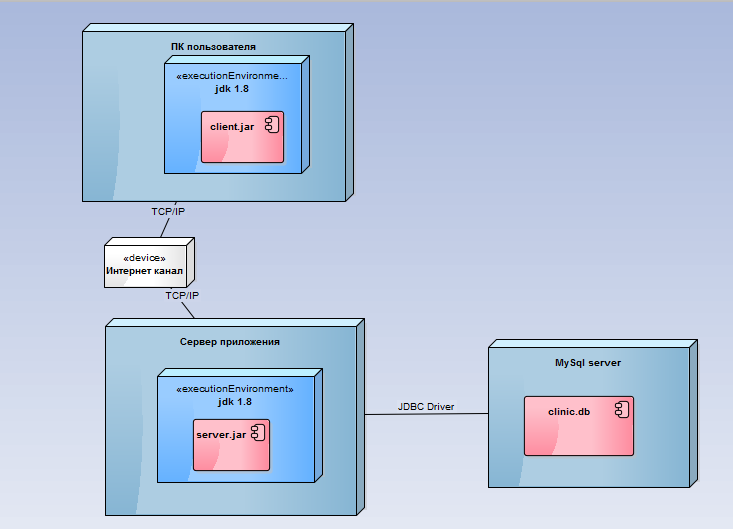 ПК пользователя
«executionEnvironme...
jdk 1.8
client.jar
TCP/IP
«device»
Интернет канал
TCP/IP
Сервер приложения
«executionEnvironment»
jdk 1.8
server.jar
JDBC Driver
MySql server
clinic.db